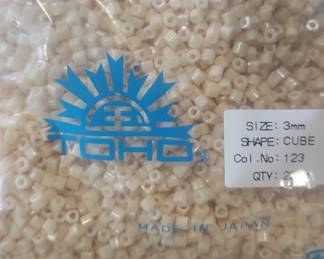 TOHO
SIZE: 3mm
SHAPE: CUBE
Col.No: 123
QTY:
MADE IN JAPAN